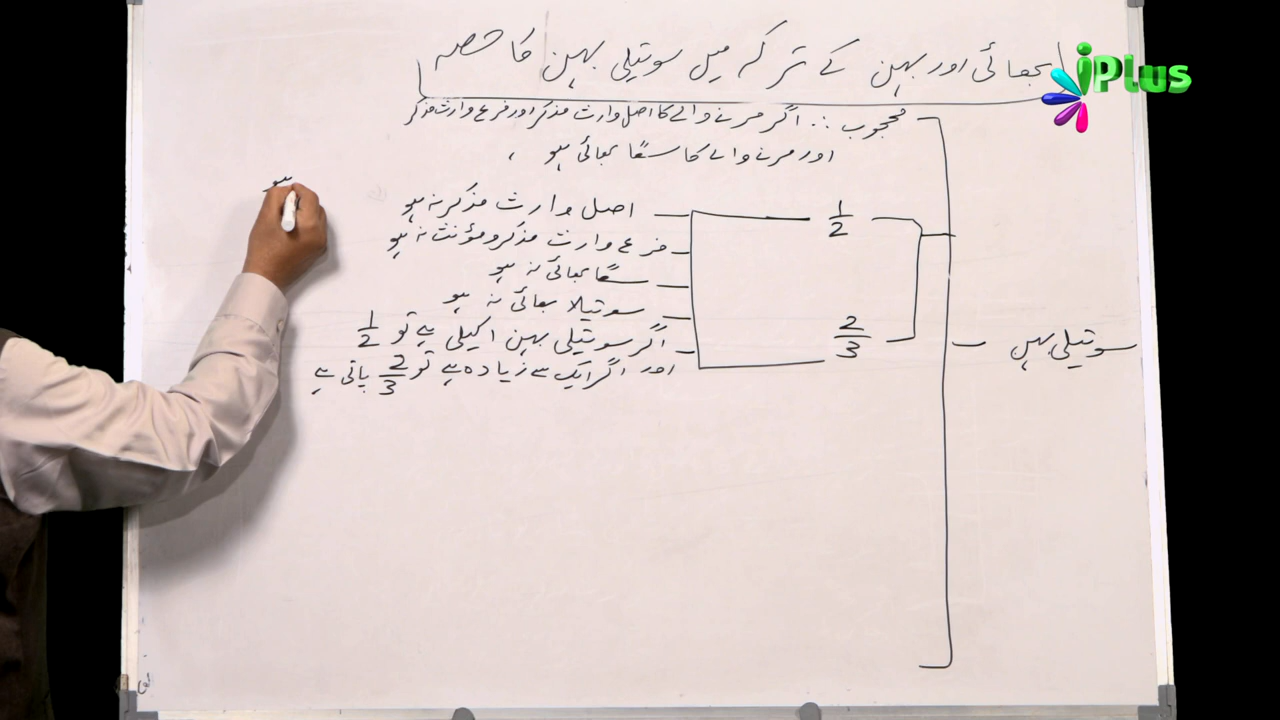 بھائی اور بہن کے ترکہ میں سوتیلی بہن کا حصہ
iPlus
محجوب :. اگر مرنے والے کا اصل وارث مذکر اور فرع وارث مذکر
اور مرنے والے کا سگا بھائی ہو ،
1/2
اصل وارث مذکر نہ ہو
فرع وارث مذکر و مؤنث نہ ہو
سگا بھائی نہ ہو
سوتیلا بھائی نہ ہو
2/3
اگر سوتیلی بہن اکیلی ہے تو 1/2
اور اگر ایک سے زیادہ ہے تو 2/3 پاتی ہے
سوتیلی بہن